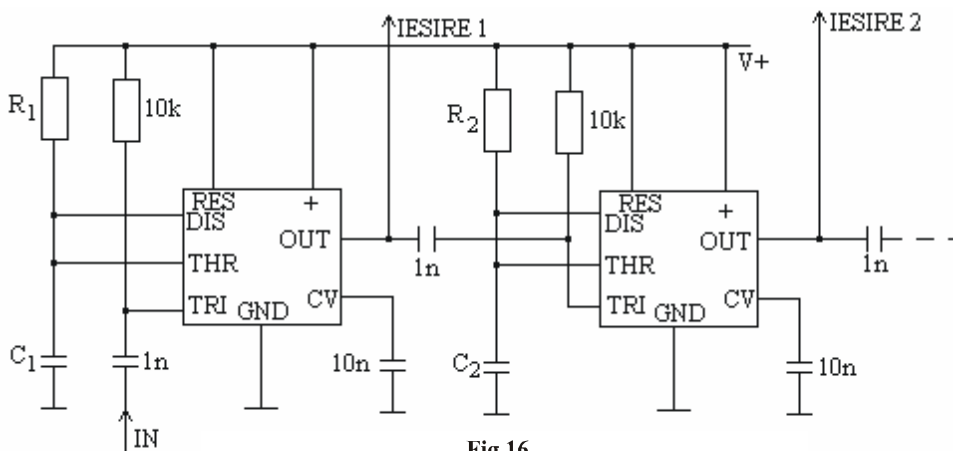 IESIRE 1
IESIRE 2
V+
R1
10k
R2
10k
RES
+
DIS
OUT
THR
CV
TRI
GND
1n
RES
+
DIS
OUT
THR
CV
TRI
GND
1n
C1
1n
10n
C2
10n
IN
Fig 16